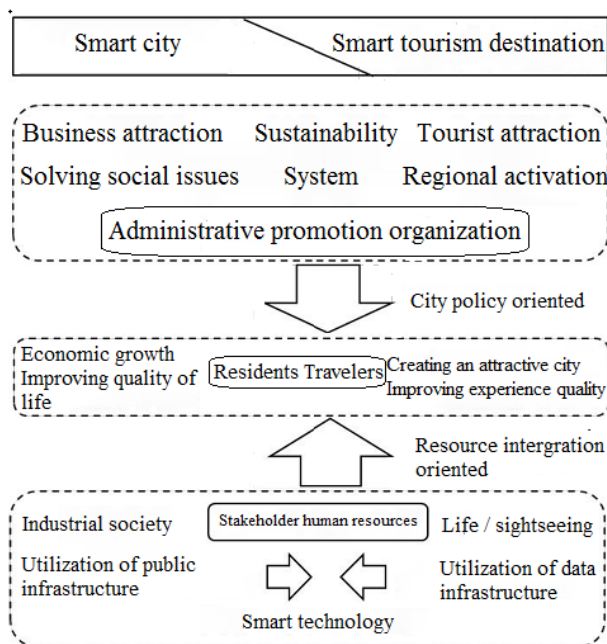 Smart city Smart tourism destination
Business attraction Sustainability Tourist attraction
Solving social issues System Regional activation
Administrative promotion organization
City policy oriented
Economic growth
Improving quality of
life
Residents Travelers
Creating an attractive city
Improving experience quality
Resource intergration
oriented
Industrial society
Stakeholder human resources
Life / sightseeing
Utilization of public
infrastructure
Utilization of data
infrastructure
Smart technology